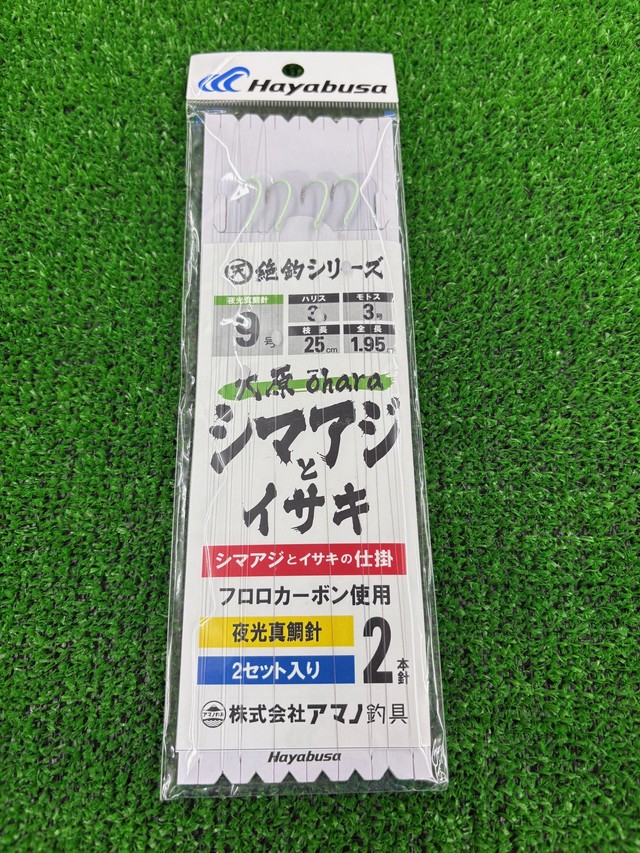 Hayabusa
天 絶釣シリーズ
夜光真鯛針 ハリス モトス
9号 3 3号
枝長 全長
25cm 1.95
大原 ōhara
シマアジ
と
イサキ
シマアジとイサキの仕掛
フロロカーボン使用
夜光真鯛針
2セット入り
2本針
株式会社アマノ釣具
Hayabusa